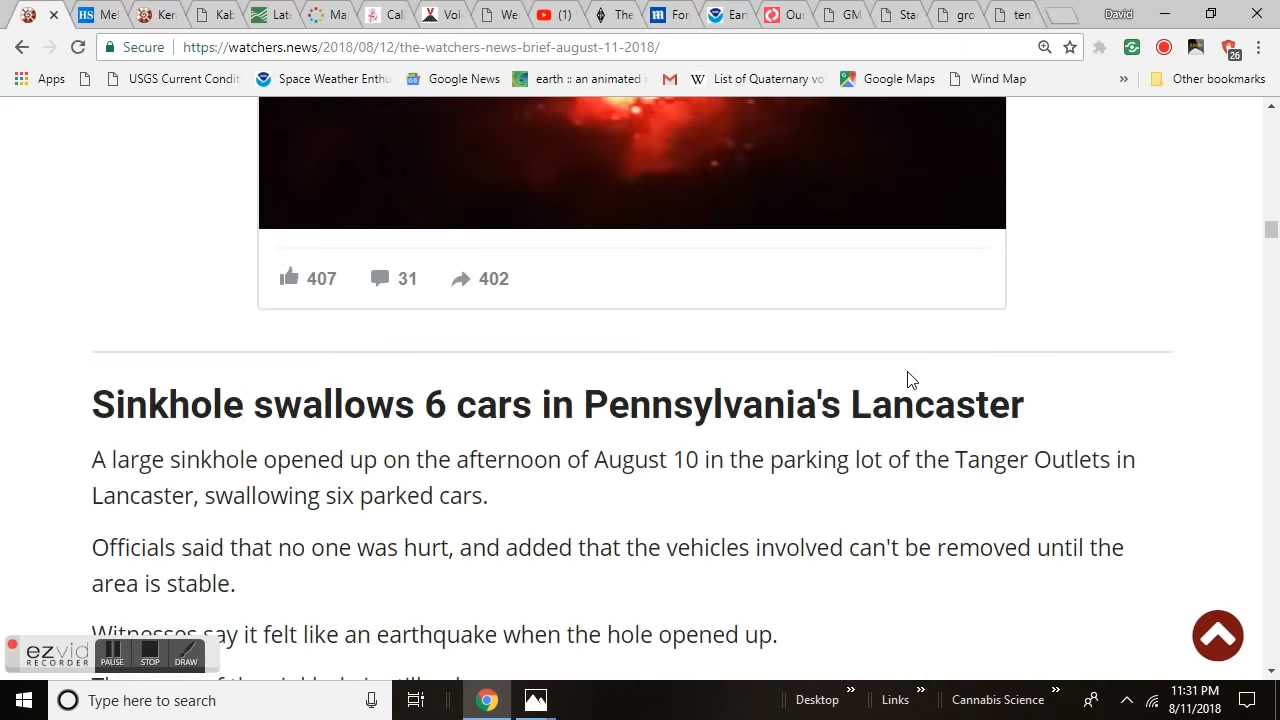 Mel
Ker
Kab
Late
Ma
Cal
Vol
We
(1)
The
For
Ear
Our
GM
Sta
gro
ten
David
Secure
https://watchers.news/2018/08/12/the-watchers-news-brief-august-11-2018/
26
Apps
USGS Current Condit
Space Weather Enthu
Google News
earth :: an animated
List of Quaternary vo
Google Maps
Wind Map
»
Other bookmarks
407 31 402
Sinkhole swallows 6 cars in Pennsylvania's Lancaster
A large sinkhole opened up on the afternoon of August 10 in the parking lot of the Tanger Outlets in
Lancaster, swallowing six parked cars.
Officials said that no one was hurt, and added that the vehicles involved can't be removed until the
area is stable.
Witnesses say it felt like an earthquake when the hole opened up.
ezvid
RECORDER
PAUSE STOP DRAW
Type here to search
Desktop » Links » Cannabis Science »
11:31 PM
8/11/2018